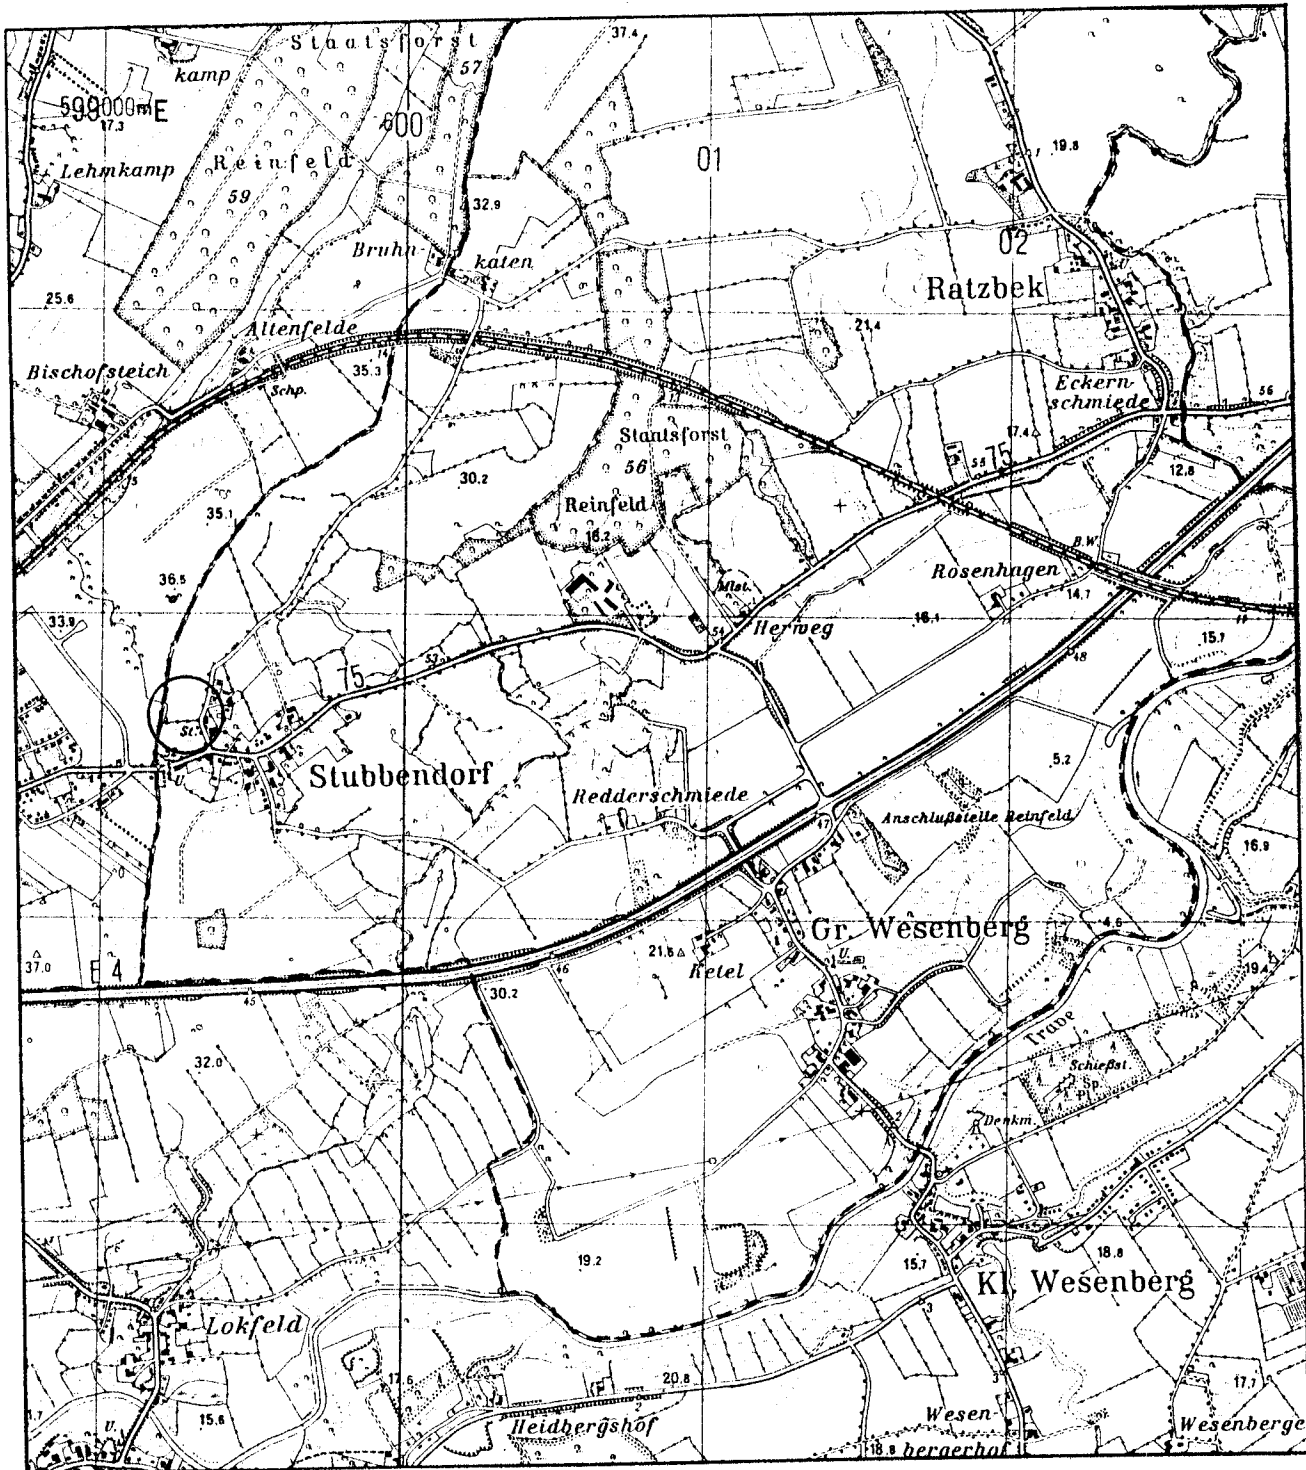 Staatsforst
37.4
kamp
57
599000mE
17.3
600
01
19.8
Lehmkamp
Reinfeld
59
32.9
Bruhn-
katen
02
Ratzbek
25.6
Altenfelde
21.4
35.3
Schp.
Bischofsteich
Eckern-
schmiede
56
Staatsforst
56
17.4
55
75
12.8
30.2
35.1
Reinfeld
18.2
B.W.
36.5
Mst.
Rosenhagen
14.7
33.9
54
Herweg
16.1
15.7
53
48
75
St.
U.
Stubbendorf
5.2
Redderschmiede
47
Anschlußstelle Reinfeld
16.9
4.6
Gr. Wesenberg
37.0
E 4
21.6
U.
Ketel
46
19.4
45
30.2
Trave
32.0
Schießst.
Sp.
Pl.
Denkm.
19.2
15.7
18.8
Kl. Wesenberg
Lokfeld
17.6
20.8
17.7
15.6
U.
Heidbergshof
Wesen-
bergerhof
18.8
Wesenberge